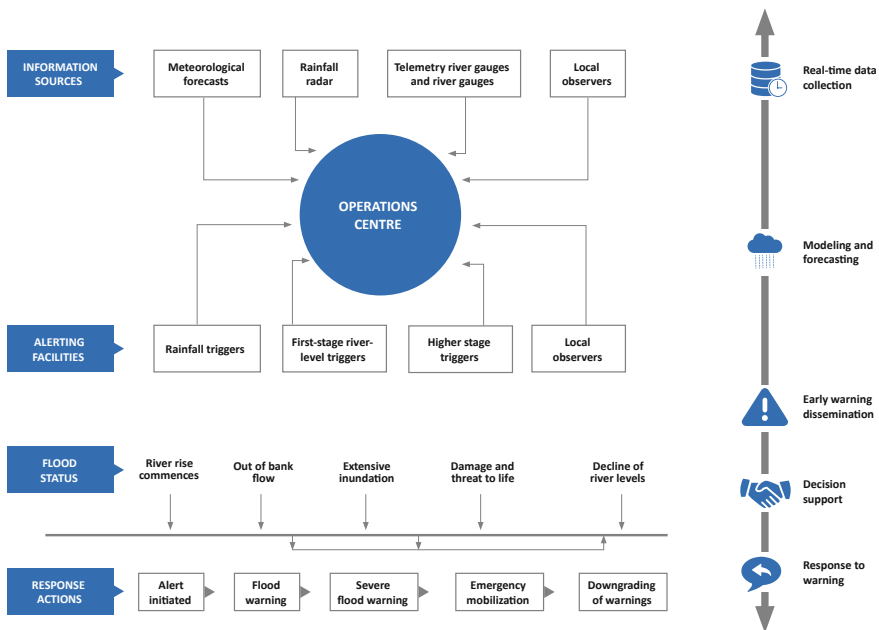 INFORMATION
SOURCES
Meteorological
forecasts
Rainfall
radar
Telemetry river gauges
and river gauges
Local
observers
Real-time data
collection
OPERATIONS
CENTRE
Modeling and
forecasting
ALERTING
FACILITIES
Rainfall triggers
First-stage river-
level triggers
Higher stage
triggers
Local
observers
Early warning
dissemination
FLOOD
STATUS
River rise
commences
Out of bank
flow
Extensive
inundation
Damage and
threat to life
Decline of
river levels
Decision
support
RESPONSE
ACTIONS
Alert
initiated
Flood
warning
Severe
flood warning
Emergency
mobilization
Downgrading
of warnings
Response to
warning